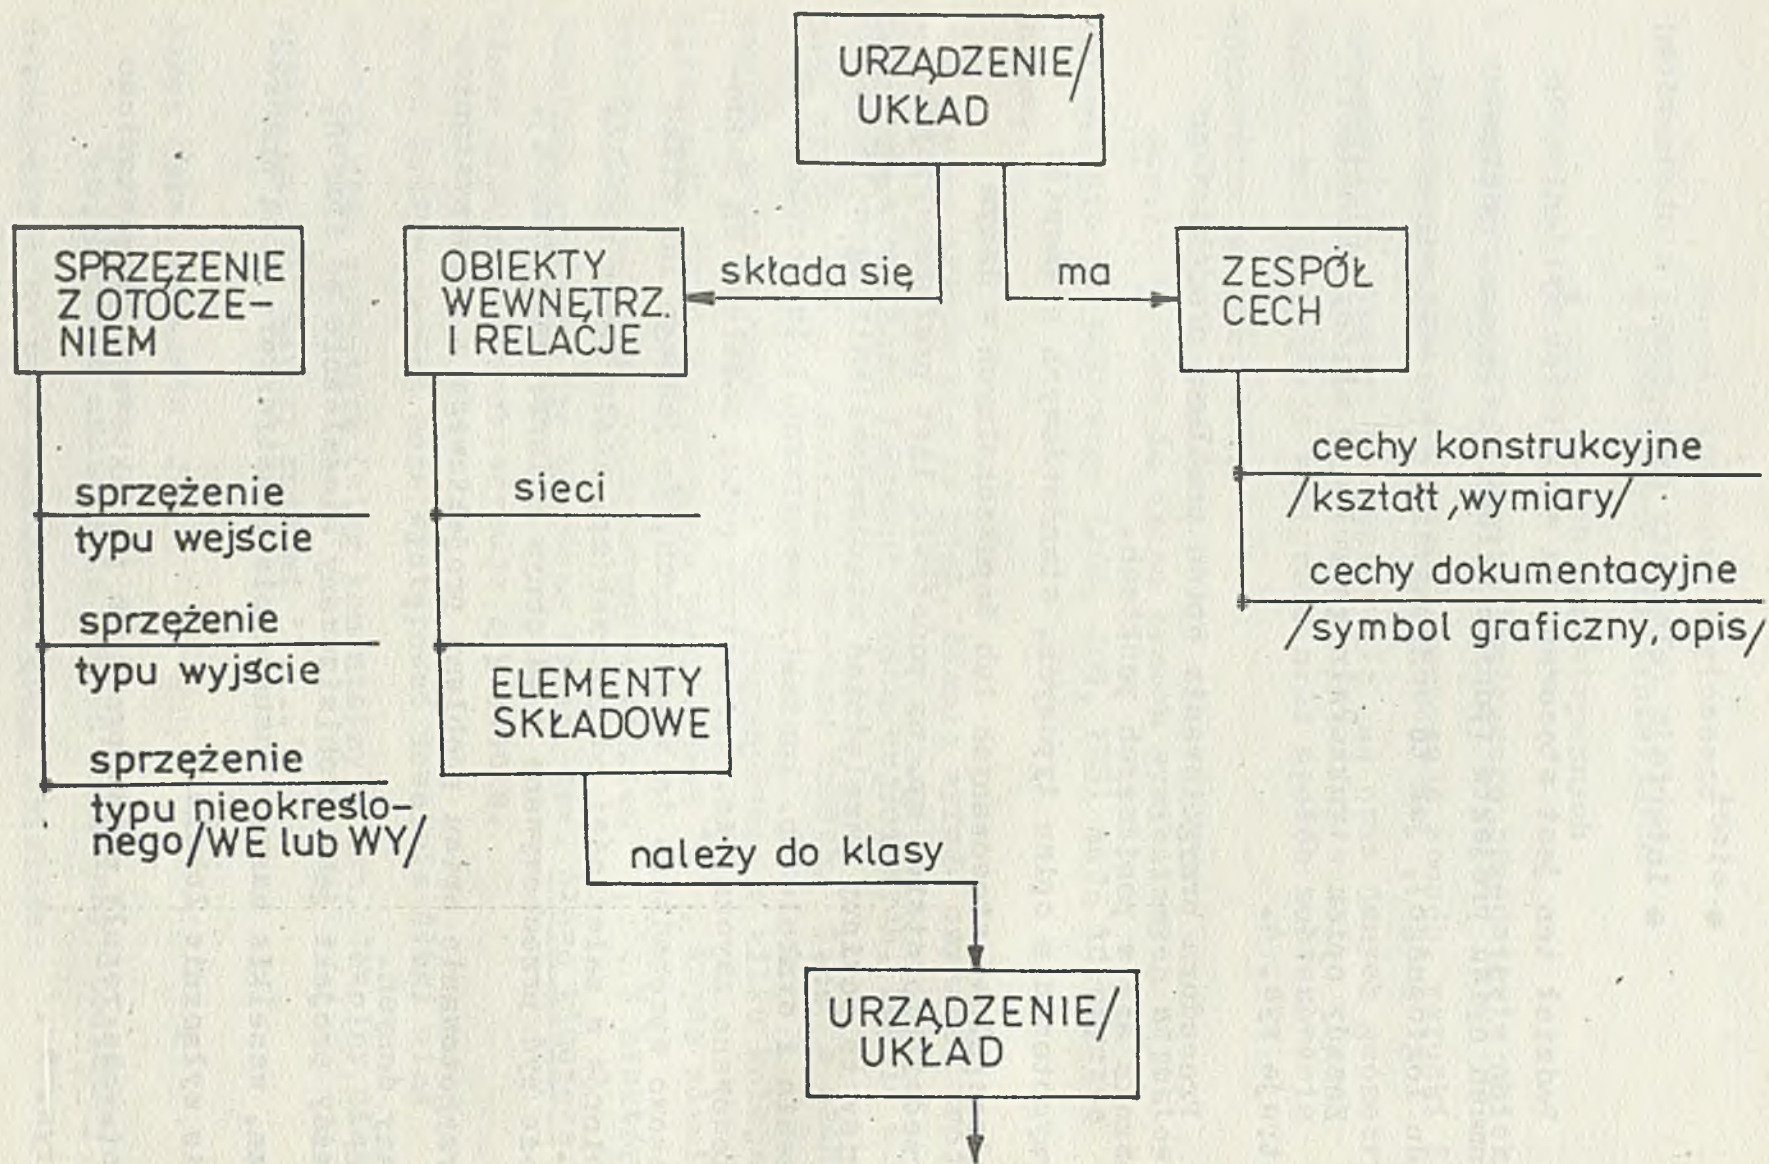 URZĄDZENIE/
UKŁAD
SPRZĘŻENIE
Z OTOCZE-
NIEM
OBIEKTY
WEWNĘTRZ.
I RELACJE
składa się
ma
ZESPÓŁ
CECH
sprzężenie
typu wejście
sprzężenie
typu wyjście
sprzężenie
typu nieokreślo-
nego/WE lub WY/
sieci
ELEMENTY
SKŁADOWE
cechy konstrukcyjne
/kształt, wymiary/
cechy dokumentacyjne
/symbol graficzny, opis/
należy do klasy
URZĄDZENIE/
UKŁAD